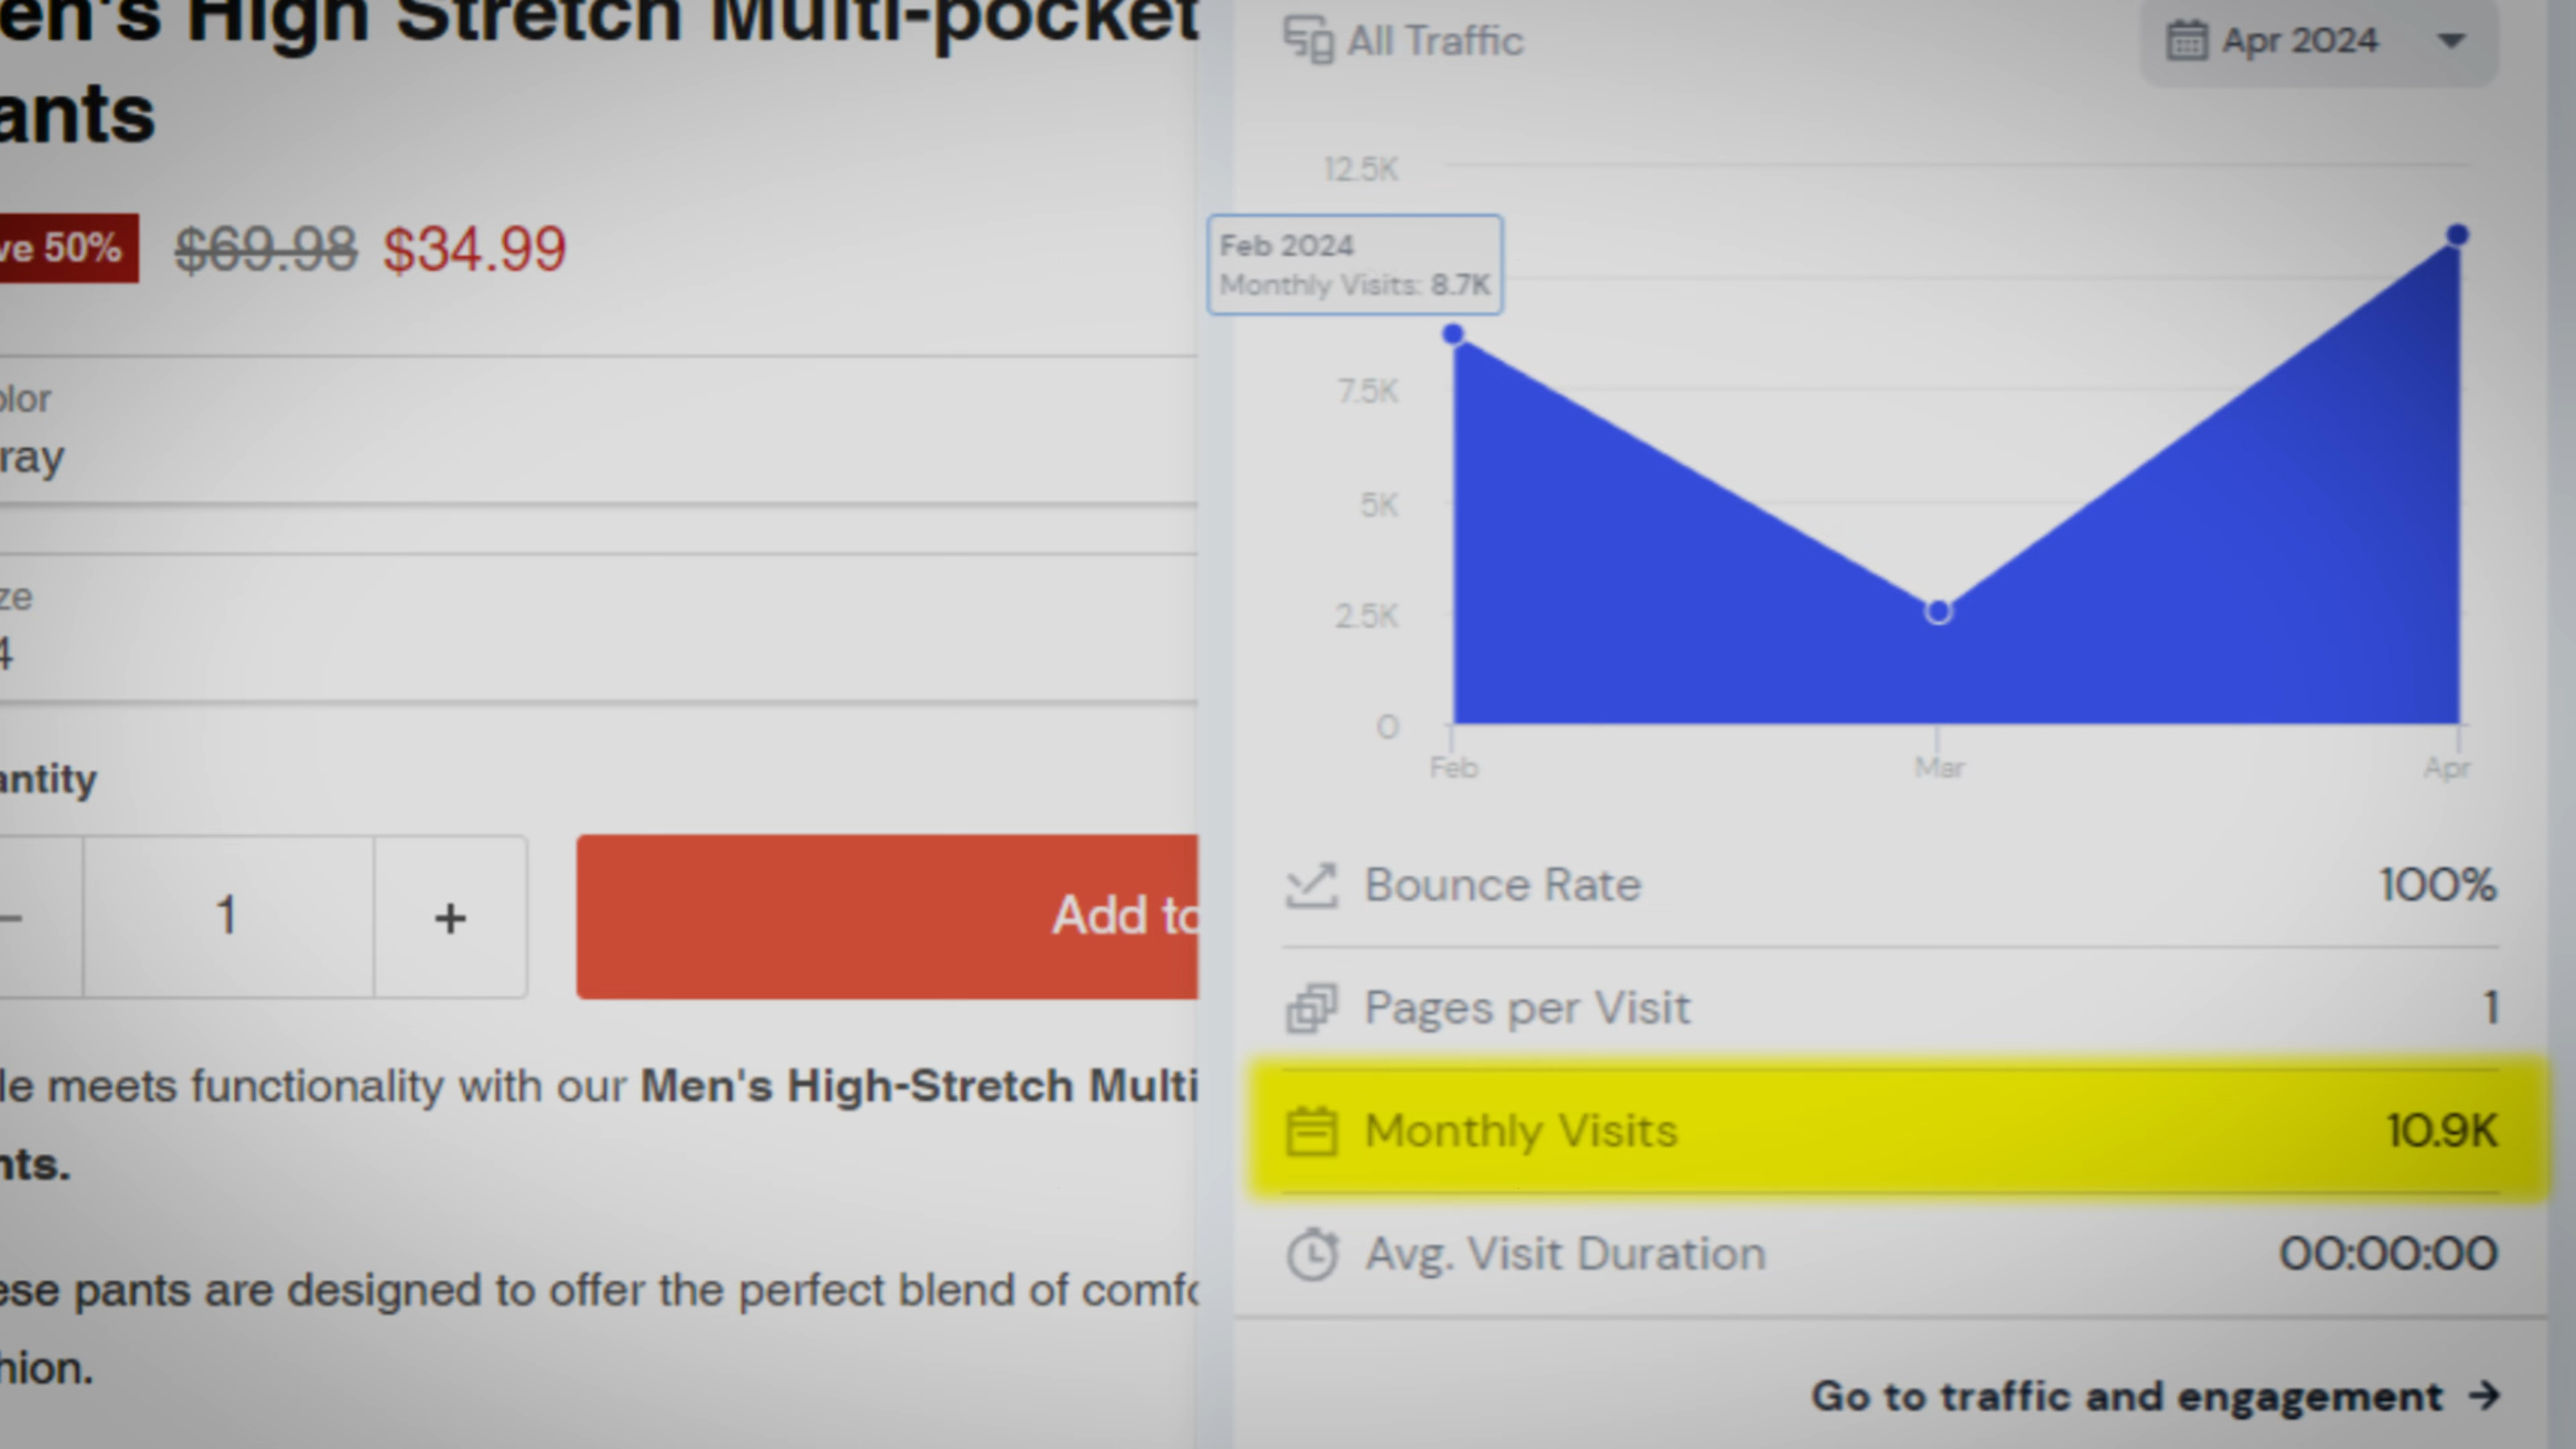 en's High Stretch Multi-pocket
ants
ve 50% $69.98 $34.99
olor
ray
ze
4
antity
− 1 +
Add to
le meets functionality with our Men's High-Stretch Multi
nts.
ese pants are designed to offer the perfect blend of comfo
hion.
All Traffic
Apr 2024
12.5K
Feb 2024
Monthly Visits: 8.7K
7.5K
5K
2.5K
0
Feb Mar Apr
Bounce Rate 100%
Pages per Visit 1
Monthly Visits 10.9K
Avg. Visit Duration 00:00:00
Go to traffic and engagement →